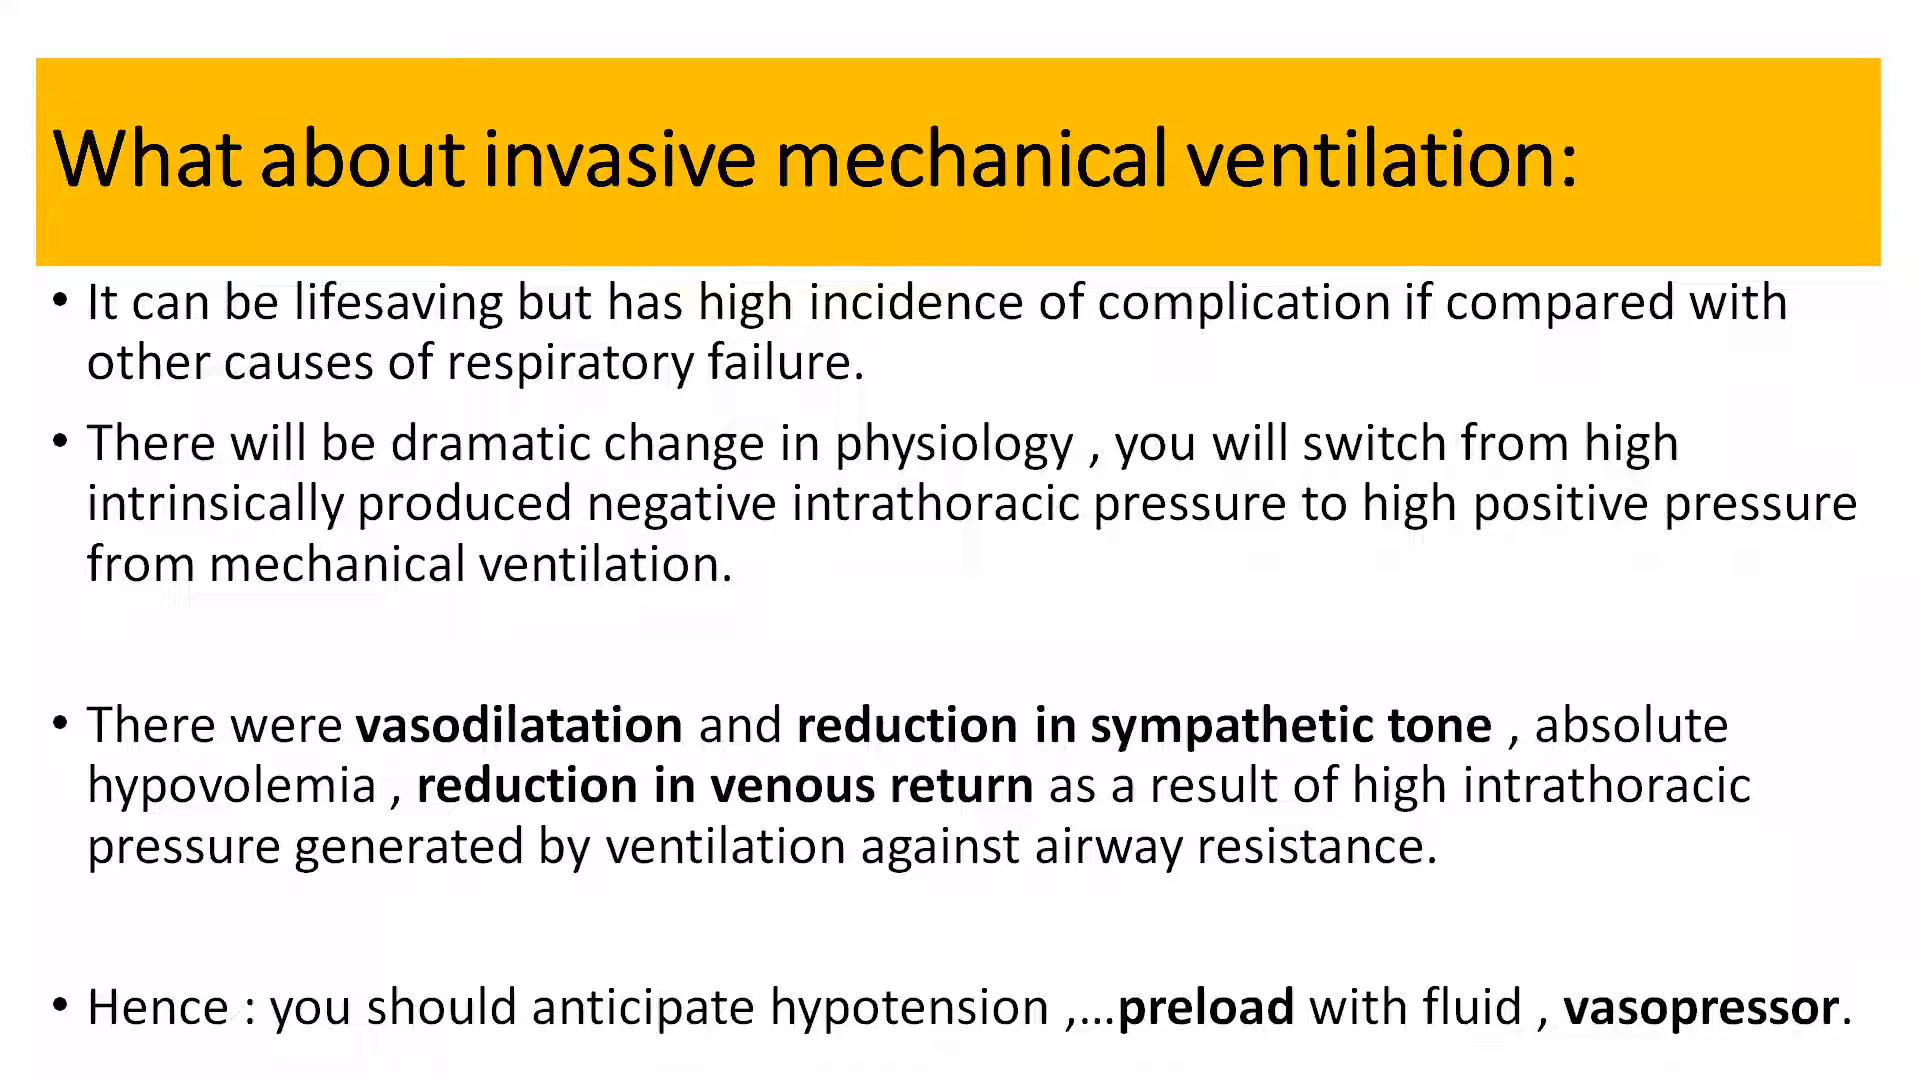 What about invasive mechanical ventilation:
• It can be lifesaving but has high incidence of complication if compared with
other causes of respiratory failure.
• There will be dramatic change in physiology , you will switch from high
intrinsically produced negative intrathoracic pressure to high positive pressure
from mechanical ventilation.
• There were vasodilatation and reduction in sympathetic tone , absolute
hypovolemia , reduction in venous return as a result of high intrathoracic
pressure generated by ventilation against airway resistance.
• Hence : you should anticipate hypotension ,...preload with fluid , vasopressor.